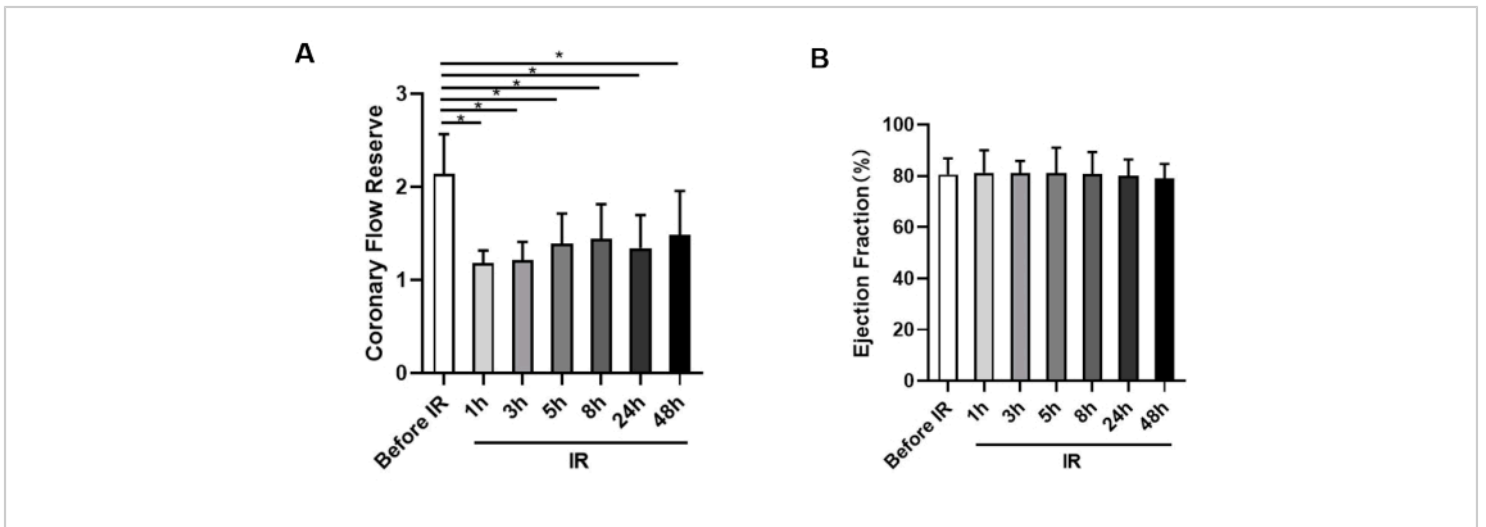 A
*
*
*
*
*
*
Coronary Flow Reserve
3
2
1
0
Before IR 1h 3h 5h 8h 24h 48h
IR
B
Ejection Fraction(%)
100
80
60
40
20
0
Before IR 1h 3h 5h 8h 24h 48h
IR